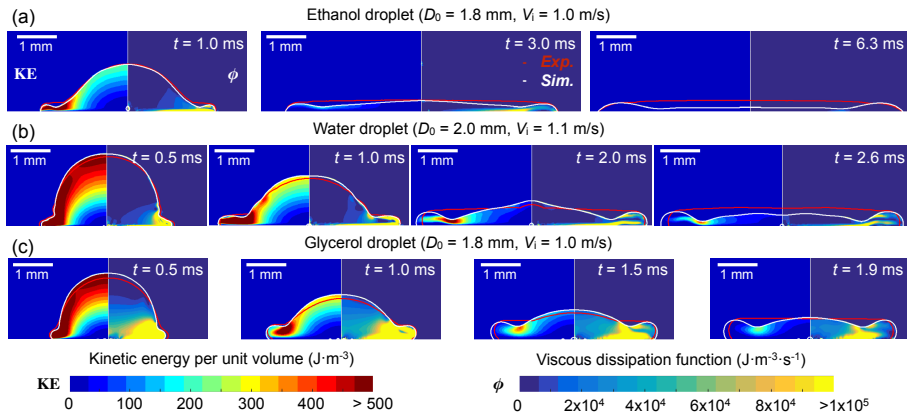 (a) Ethanol droplet (D₀ = 1.8 mm, Vᵢ = 1.0 m/s)
1 mm t = 1.0 ms 1 mm t = 3.0 ms 1 mm t = 6.3 ms
KE ϕ - Exp.
- Sim.
(b) Water droplet (D₀ = 2.0 mm, Vᵢ = 1.1 m/s)
1 mm t = 0.5 ms 1 mm t = 1.0 ms 1 mm t = 2.0 ms 1 mm t = 2.6 ms
(c) Glycerol droplet (D₀ = 1.8 mm, Vᵢ = 1.0 m/s)
1 mm t = 0.5 ms 1 mm t = 1.0 ms 1 mm t = 1.5 ms 1 mm t = 1.9 ms
Kinetic energy per unit volume (J·m⁻³) Viscous dissipation function (J·m⁻³·s⁻¹)
KE ϕ
0 100 200 300 400 > 500 0 2x10⁴ 4x10⁴ 6x10⁴ 8x10⁴ >1x10⁵